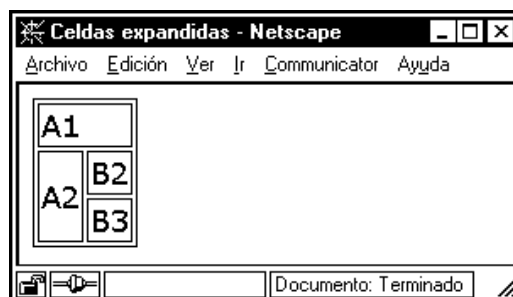 Celdas expandidas - Netscape
Archivo Edición Ver Ir Communicator Ayuda
A1
A2
B2
B3
Documento: Terminado